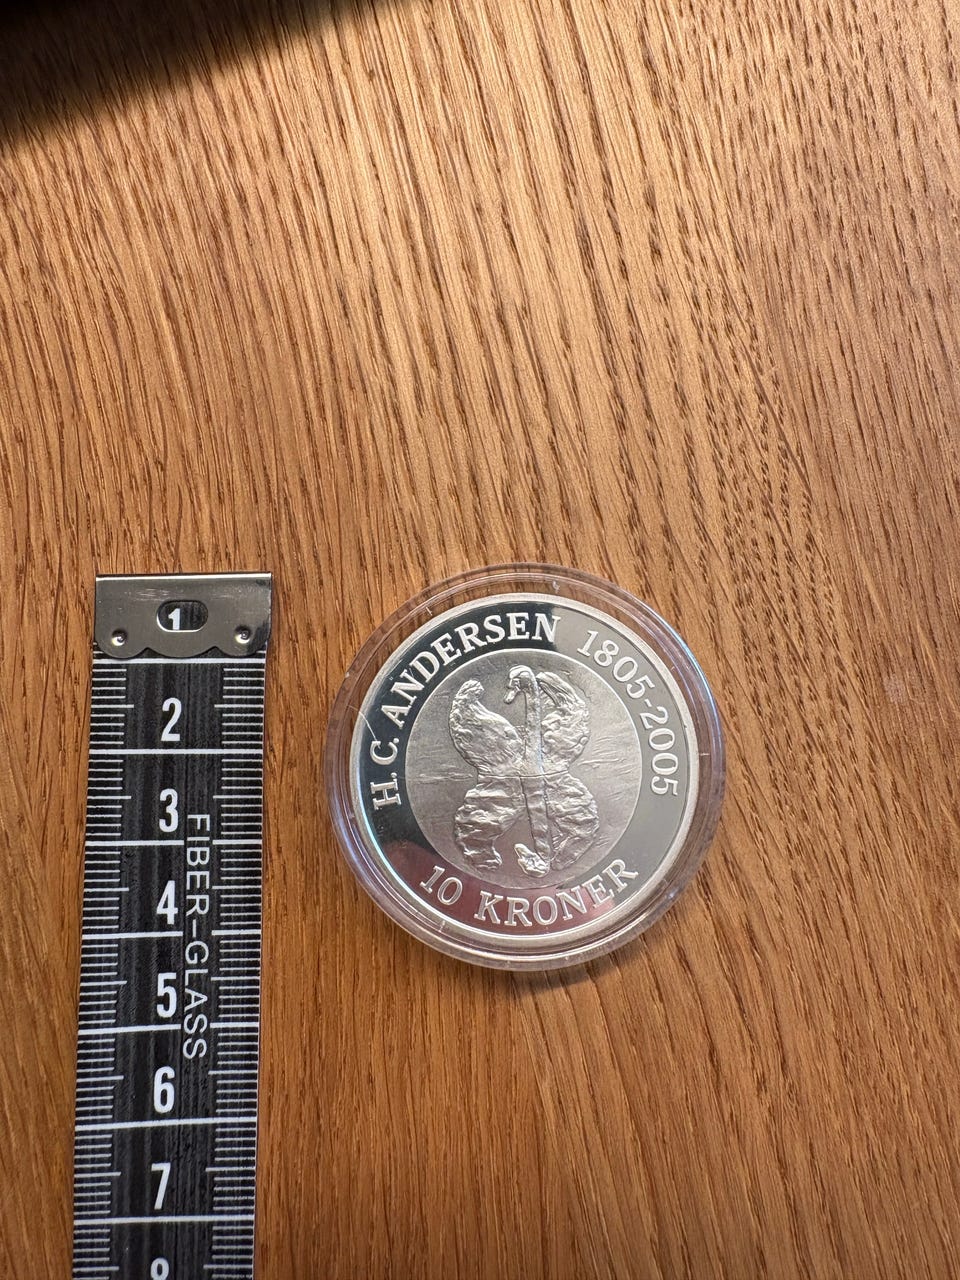 H. C. ANDERSEN 1805-2005
10 KRONER
1
2
3
4
5
6
7
8
FIBER-GLASS